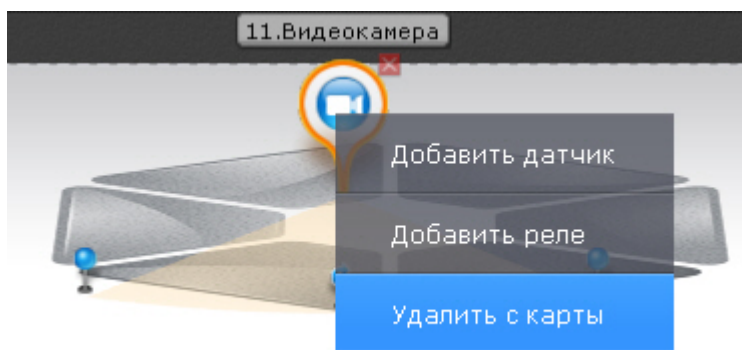 11.Видеокамера
Добавить датчик
Добавить реле
Удалить с карты